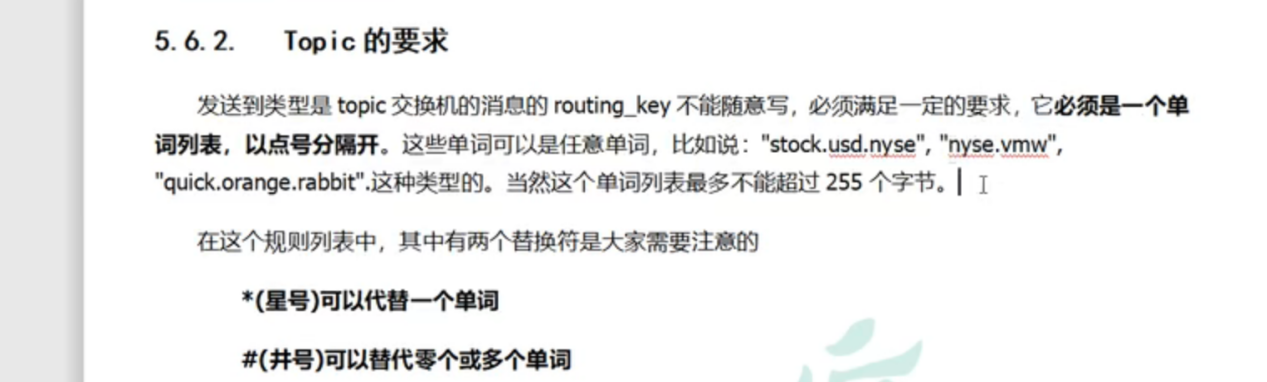 5.6.2. Topic 的要求
发送到类型是 topic 交换机的消息的 routing_key 不能随意写，必须满足一定的要求，它必须是一个单
词列表，以点号分隔开。这些单词可以是任意单词，比如说："stock.usd.nyse", "nyse.vmw",
"quick.orange.rabbit".这种类型的。当然这个单词列表最多不能超过 255 个字节。
在这个规则列表中，其中有两个替换符是大家需要注意的
*(星号)可以代替一个单词
#(井号)可以替代零个或多个单词